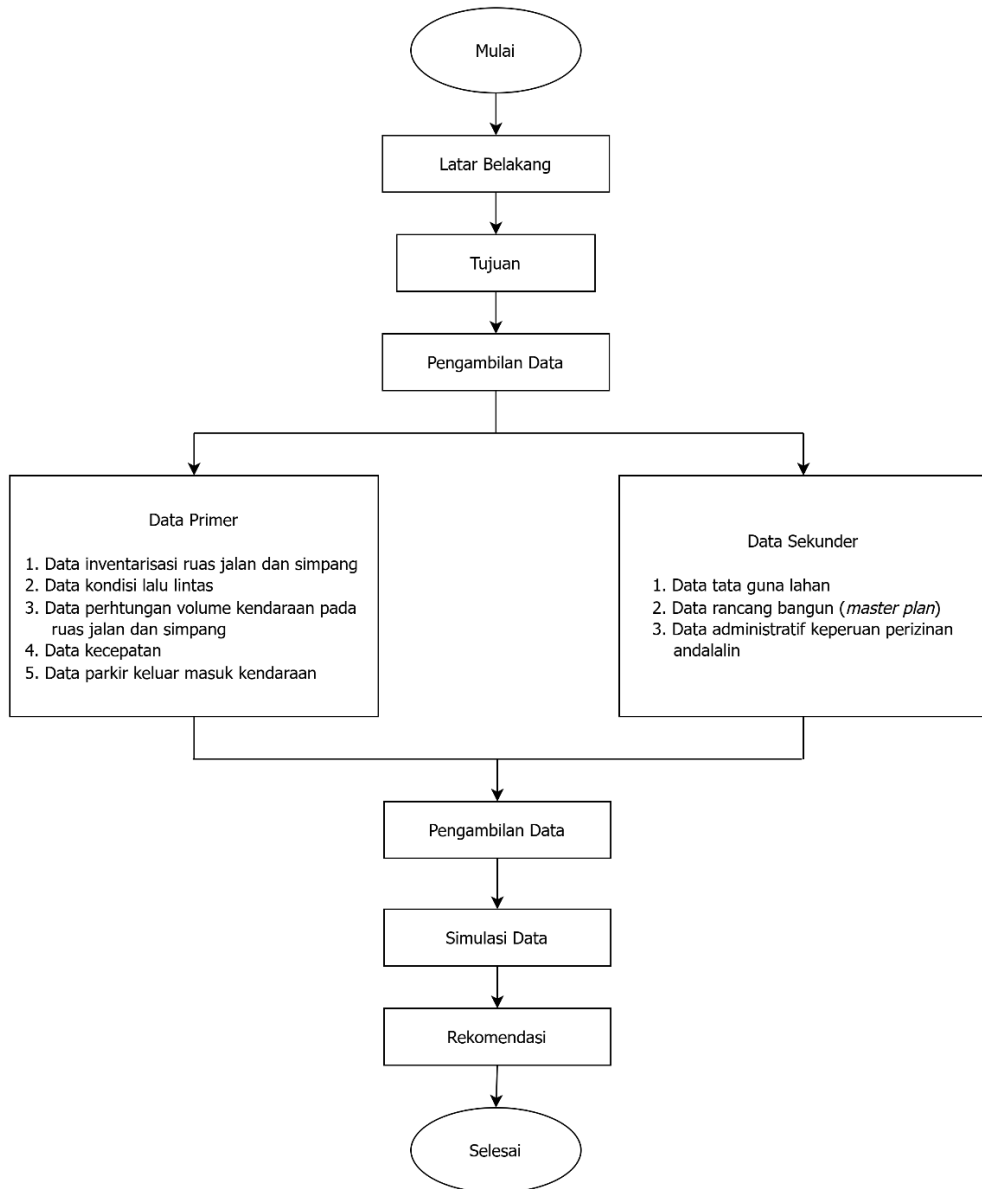 Mulai
Latar Belakang
Tujuan
Pengambilan Data
Data Primer
1. Data inventarisasi ruas jalan dan simpang
2. Data kondisi lalu lintas
3. Data perhtungan volume kendaraan pada
ruas jalan dan simpang
4. Data kecepatan
5. Data parkir keluar masuk kendaraan
Data Sekunder
1. Data tata guna lahan
2. Data rancang bangun (master plan)
3. Data administratif keperuan perizinan
andalalin
Pengambilan Data
Simulasi Data
Rekomendasi
Selesai